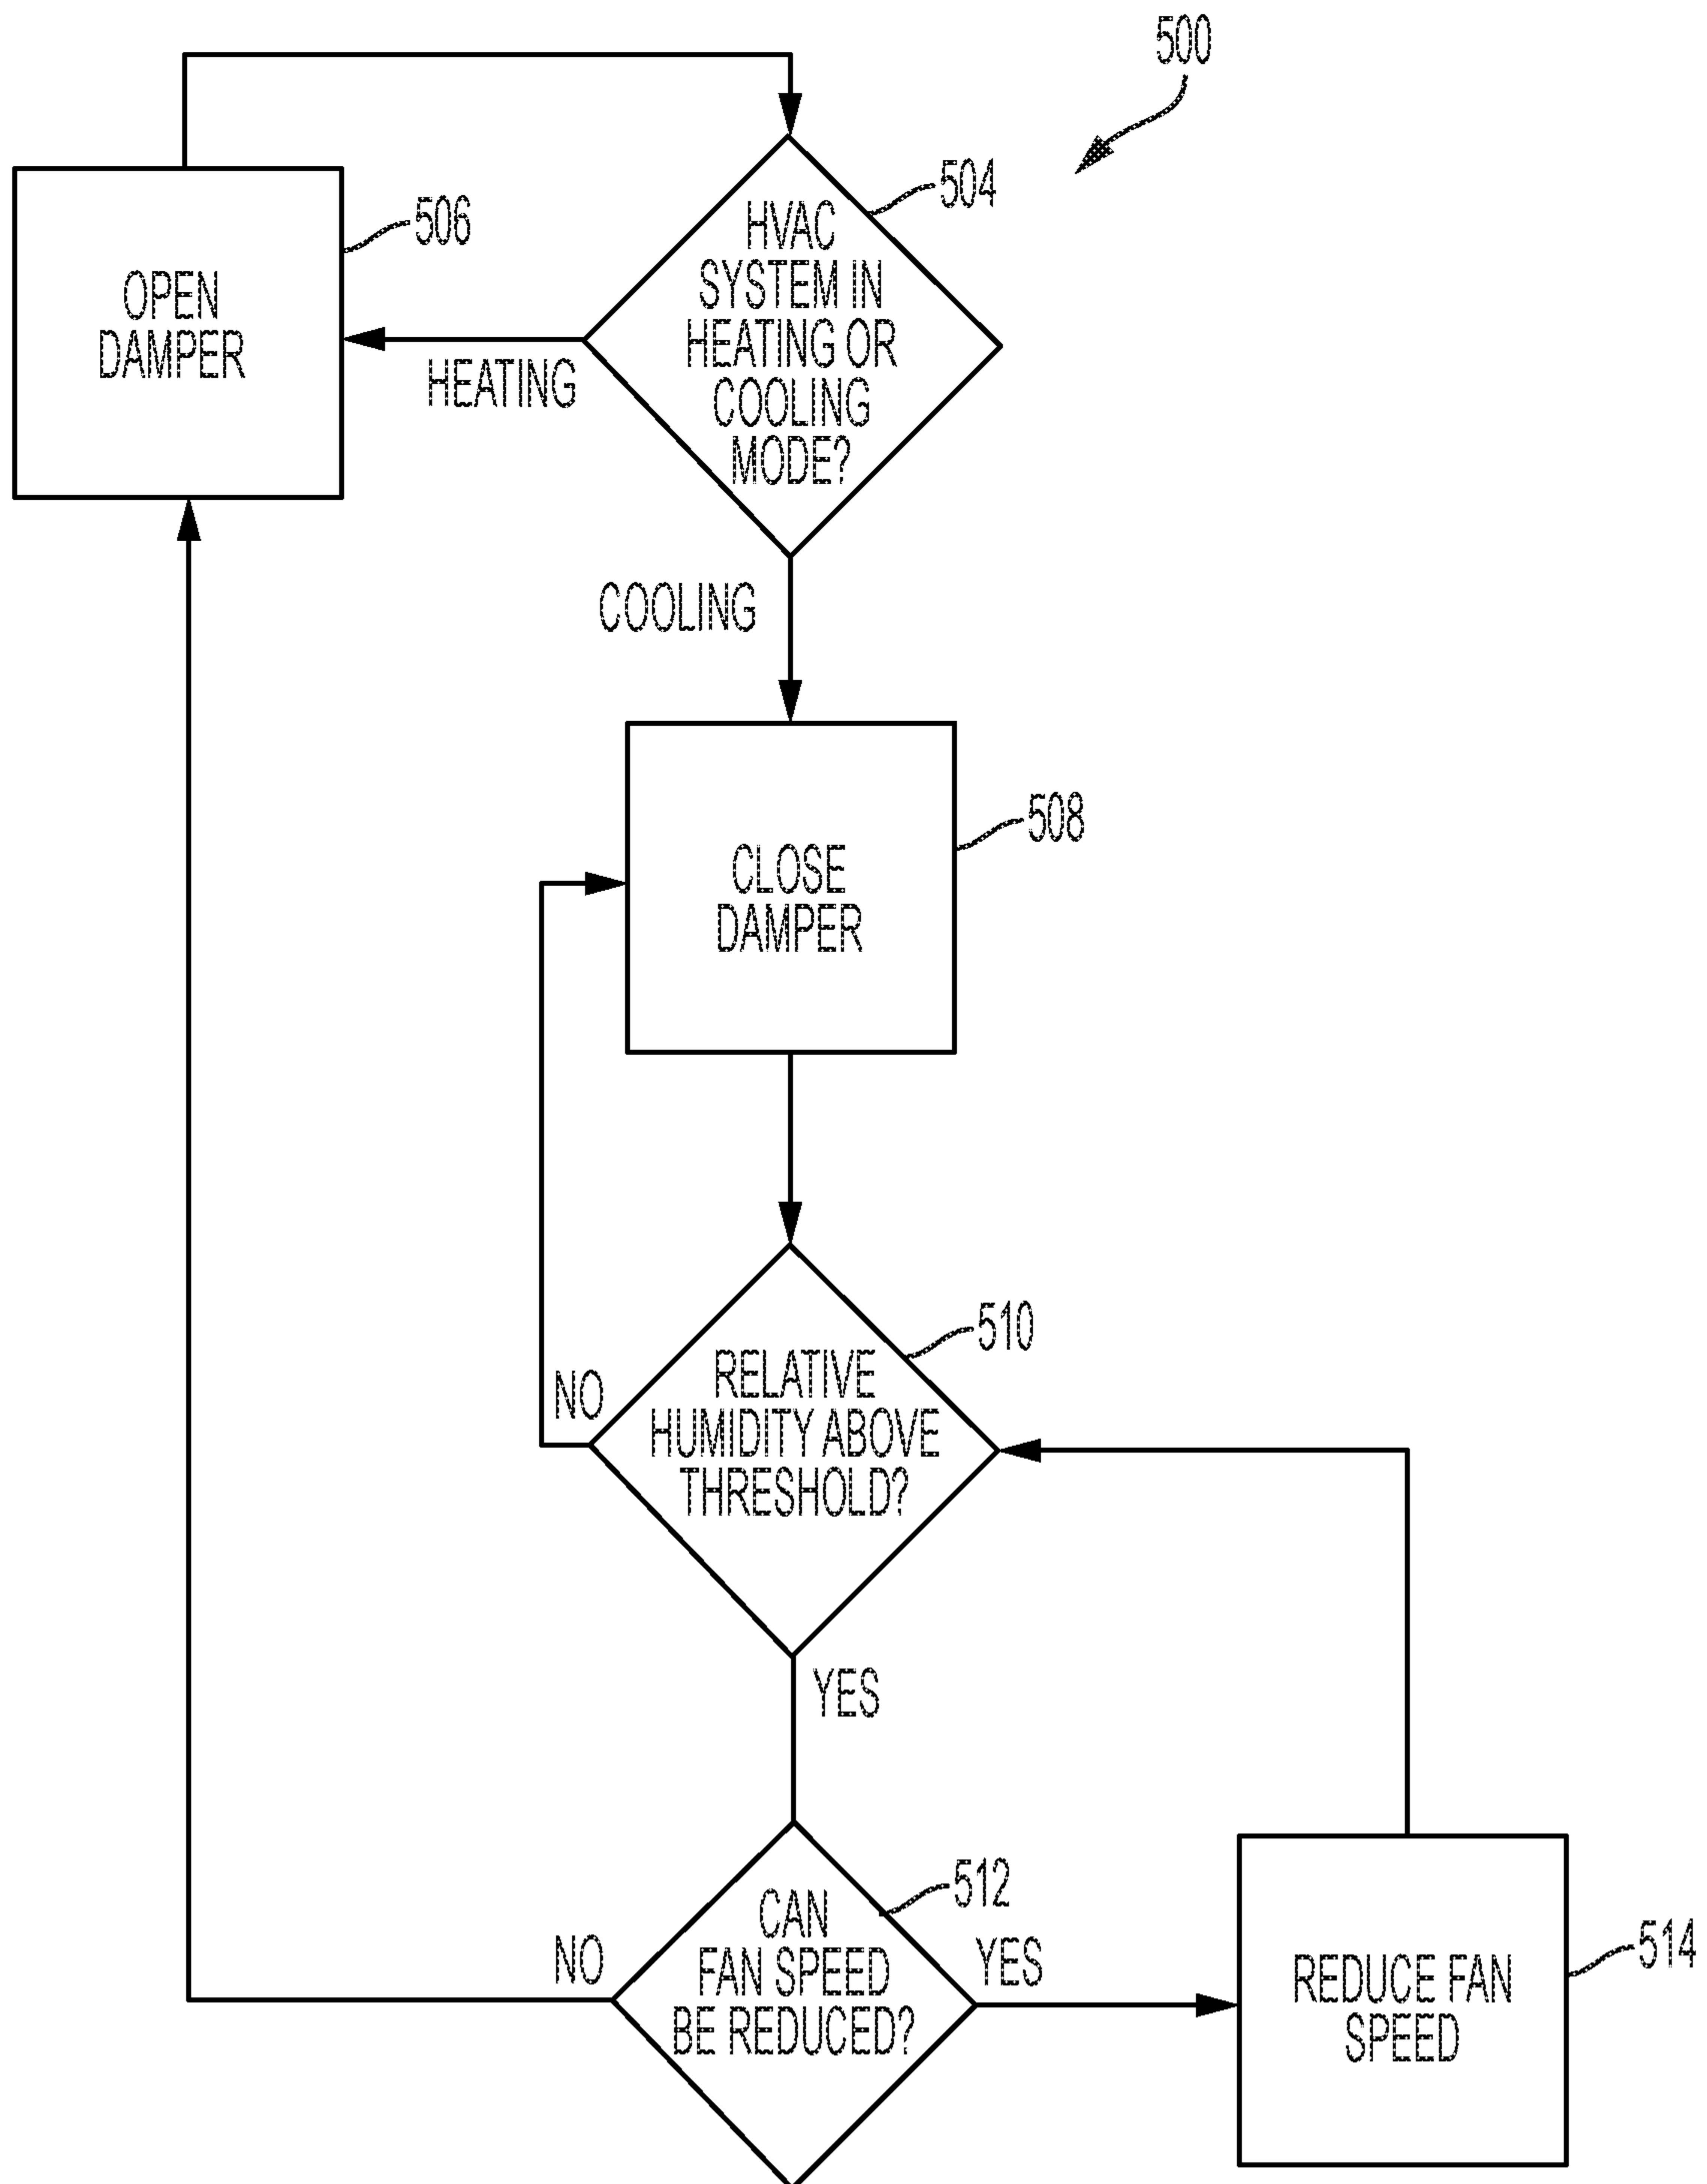 500
504
HVAC
SYSTEM IN
HEATING OR
COOLING
MODE?
506
OPEN
DAMPER
HEATING
COOLING
508
CLOSE
DAMPER
510
RELATIVE
HUMIDITY ABOVE
THRESHOLD?
NO
YES
512
CAN
FAN SPEED
BE REDUCED?
NO
YES
514
REDUCE FAN
SPEED